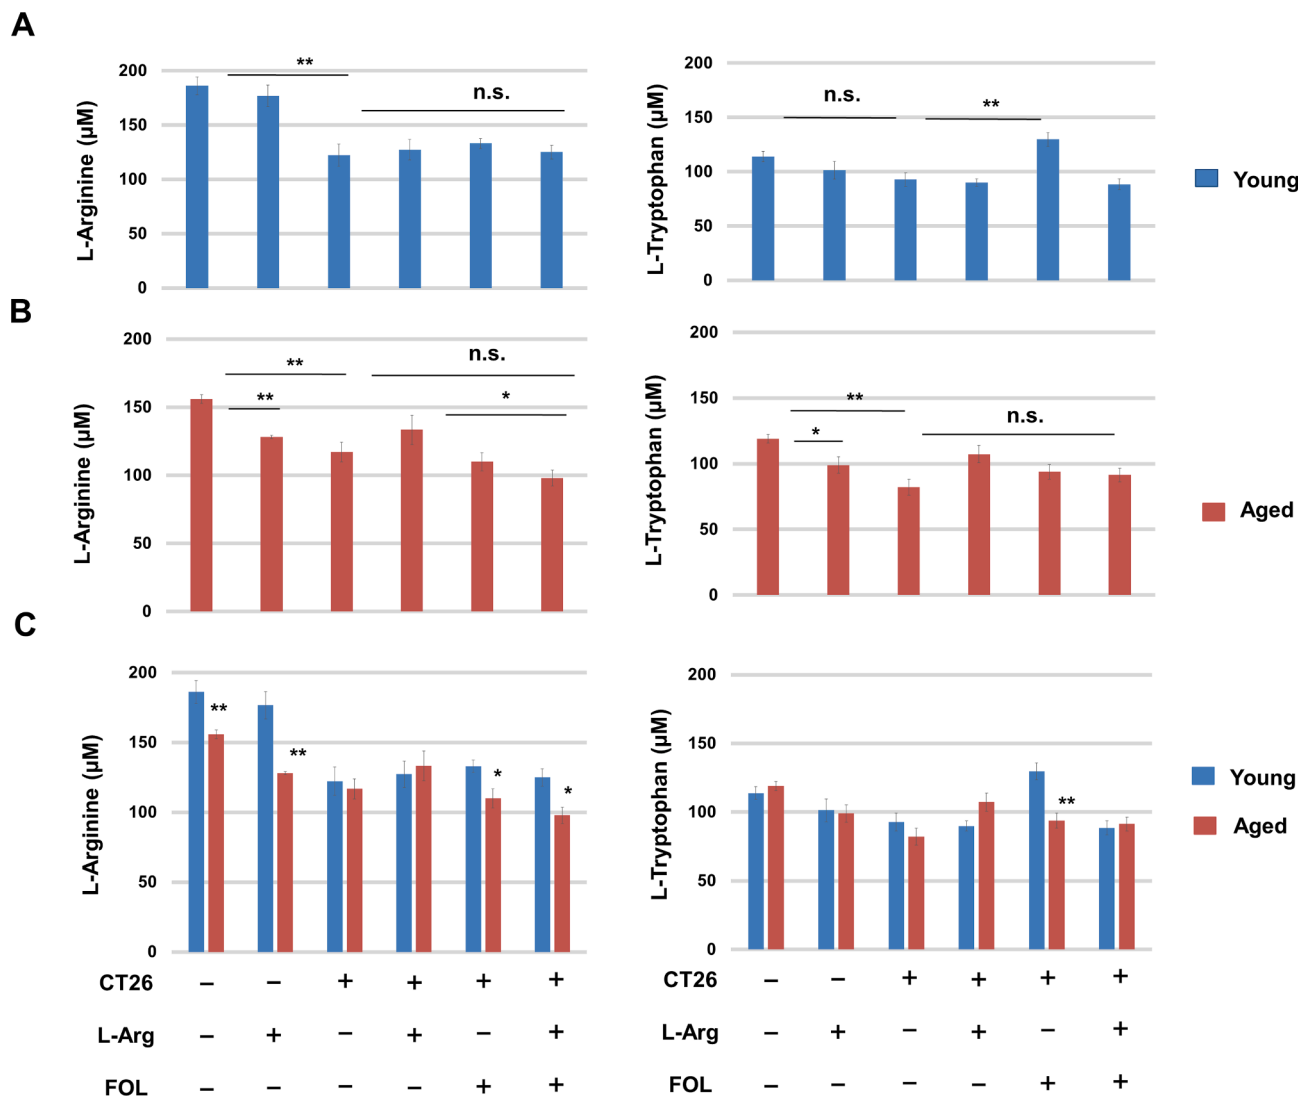 A
L-Arginine (µM)
200
150
100
50
0
**
n.s.
L-Tryptophan (µM)
200
150
100
50
0
n.s.
**
Young
B
L-Arginine (µM)
200
150
100
50
0
**
**
n.s.
*
L-Tryptophan (µM)
200
150
100
50
0
**
*
n.s.
Aged
C
L-Arginine (µM)
200
150
100
50
0
**
**
*
*
L-Tryptophan (µM)
200
150
100
50
0
**
Young
Aged
CT26 – – + + + +
L-Arg – + – + – +
FOL – – – – + +
CT26 – – + + + +
L-Arg – + – + – +
FOL – – – – + +